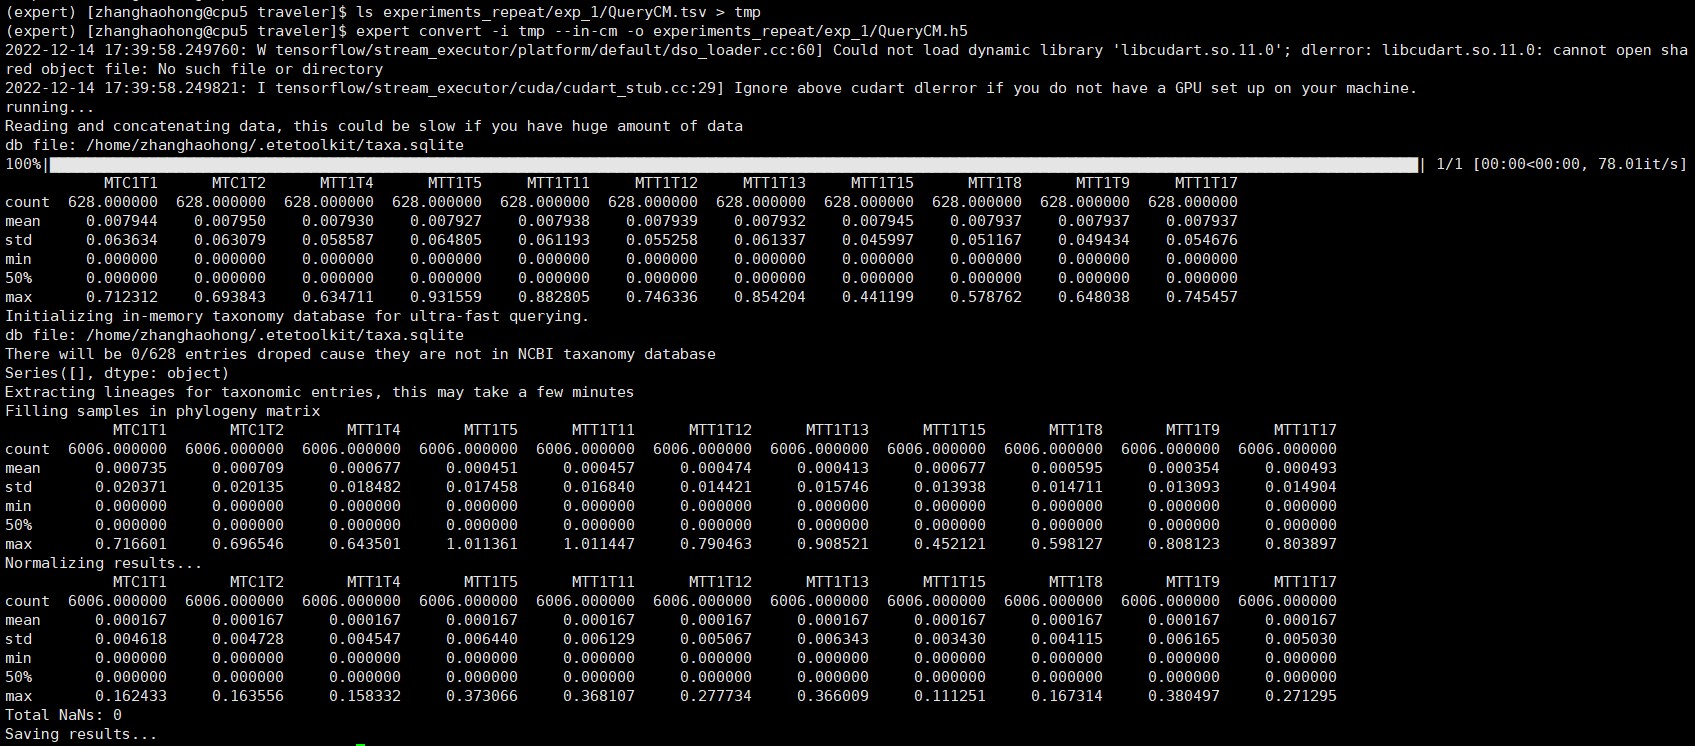 (expert) [zhanghaohong@cpu5 traveler]$ ls experiments_repeat/exp_1/QueryCM.tsv > tmp
(expert) [zhanghaohong@cpu5 traveler]$ expert convert -i tmp --in-cm -o experiments_repeat/exp_1/QueryCM.h5
2022-12-14 17:39:58.249760: W tensorflow/stream_executor/platform/default/dso_loader.cc:60] Could not load dynamic library 'libcudart.so.11.0'; dlerror: libcudart.so.11.0: cannot open sha
red object file: No such file or directory
2022-12-14 17:39:58.249821: I tensorflow/stream_executor/cuda/cudart_stub.cc:29] Ignore above cudart dlerror if you do not have a GPU set up on your machine.
running...
Reading and concatenating data, this could be slow if you have huge amount of data
db file: /home/zhanghaohong/.etetoolkit/taxa.sqlite
100%| | 1/1 [00:00<00:00, 78.01it/s]
MTC1T1 MTC1T2 MTT1T4 MTT1T5 MTT1T11 MTT1T12 MTT1T13 MTT1T15 MTT1T8 MTT1T9 MTT1T17
count 628.000000 628.000000 628.000000 628.000000 628.000000 628.000000 628.000000 628.000000 628.000000 628.000000 628.000000
mean 0.007944 0.007950 0.007930 0.007927 0.007938 0.007939 0.007932 0.007945 0.007937 0.007937 0.007937
std 0.063634 0.063079 0.058587 0.064805 0.061193 0.055258 0.061337 0.045997 0.051167 0.049434 0.054676
min 0.000000 0.000000 0.000000 0.000000 0.000000 0.000000 0.000000 0.000000 0.000000 0.000000 0.000000
50% 0.000000 0.000000 0.000000 0.000000 0.000000 0.000000 0.000000 0.000000 0.000000 0.000000 0.000000
max 0.712312 0.693843 0.634711 0.931559 0.882805 0.746336 0.854204 0.441199 0.578762 0.648038 0.745457
Initializing in-memory taxonomy database for ultra-fast querying.
db file: /home/zhanghaohong/.etetoolkit/taxa.sqlite
There will be 0/628 entries droped cause they are not in NCBI taxanomy database
Series([], dtype: object)
Extracting lineages for taxonomic entries, this may take a few minutes
Filling samples in phylogeny matrix
MTC1T1 MTC1T2 MTT1T4 MTT1T5 MTT1T11 MTT1T12 MTT1T13 MTT1T15 MTT1T8 MTT1T9 MTT1T17
count 6006.000000 6006.000000 6006.000000 6006.000000 6006.000000 6006.000000 6006.000000 6006.000000 6006.000000 6006.000000 6006.000000
mean 0.000735 0.000709 0.000677 0.000451 0.000457 0.000474 0.000413 0.000677 0.000595 0.000354 0.000493
std 0.020371 0.020135 0.018482 0.017458 0.016840 0.014421 0.015746 0.013938 0.014711 0.013093 0.014904
min 0.000000 0.000000 0.000000 0.000000 0.000000 0.000000 0.000000 0.000000 0.000000 0.000000 0.000000
50% 0.000000 0.000000 0.000000 0.000000 0.000000 0.000000 0.000000 0.000000 0.000000 0.000000 0.000000
max 0.716601 0.696546 0.643501 1.011361 1.011447 0.790463 0.908521 0.452121 0.598127 0.808123 0.803897
Normalizing results...
MTC1T1 MTC1T2 MTT1T4 MTT1T5 MTT1T11 MTT1T12 MTT1T13 MTT1T15 MTT1T8 MTT1T9 MTT1T17
count 6006.000000 6006.000000 6006.000000 6006.000000 6006.000000 6006.000000 6006.000000 6006.000000 6006.000000 6006.000000 6006.000000
mean 0.000167 0.000167 0.000167 0.000167 0.000167 0.000167 0.000167 0.000167 0.000167 0.000167 0.000167
std 0.004618 0.004728 0.004547 0.006440 0.006129 0.005067 0.006343 0.003430 0.004115 0.006165 0.005030
min 0.000000 0.000000 0.000000 0.000000 0.000000 0.000000 0.000000 0.000000 0.000000 0.000000 0.000000
50% 0.000000 0.000000 0.000000 0.000000 0.000000 0.000000 0.000000 0.000000 0.000000 0.000000 0.000000
max 0.162433 0.163556 0.158332 0.373066 0.368107 0.277734 0.366009 0.111251 0.167314 0.380497 0.271295
Total NaNs: 0
Saving results...